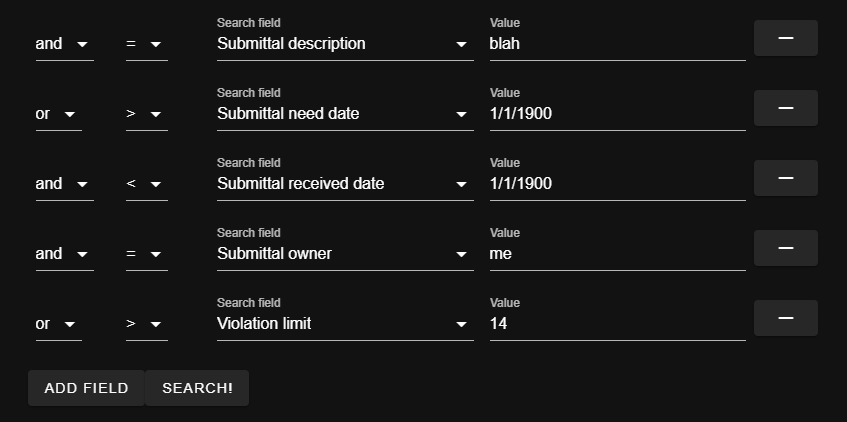 Search field Value
and = Submittal description blah
Search field Value
or > Submittal need date 1/1/1900
Search field Value
and < Submittal received date 1/1/1900
Search field Value
and = Submittal owner me
Search field Value
or > Violation limit 14
ADD FIELD SEARCH!